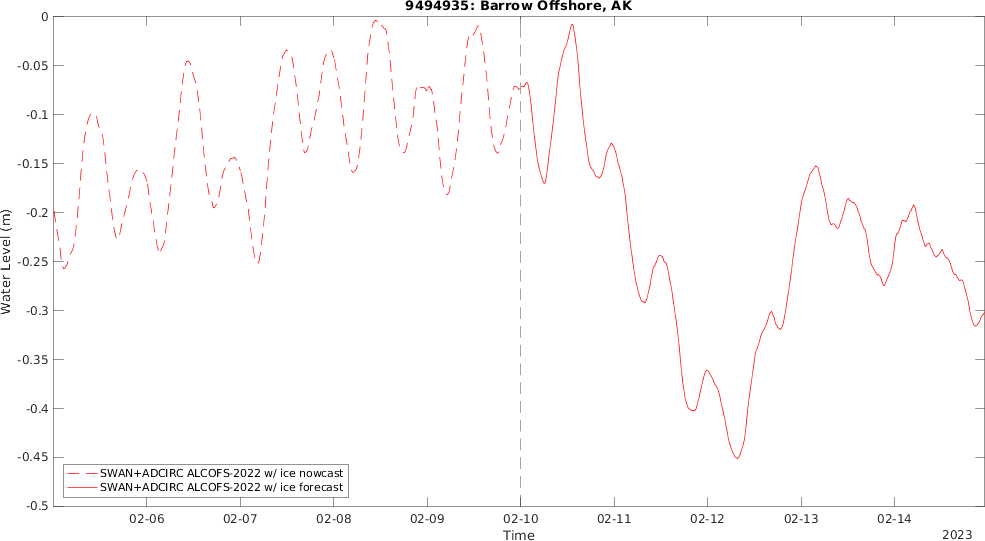 9494935: Barrow Offshore, AK
0
-0.05
-0.1
-0.15
-0.2
-0.25
-0.3
-0.35
-0.4
-0.45
-0.5
Water Level (m)
SWAN+ADCIRC ALCOFS-2022 w/ ice nowcast
SWAN+ADCIRC ALCOFS-2022 w/ ice forecast
02-06 02-07 02-08 02-09 02-10 02-11 02-12 02-13 02-14
Time
2023